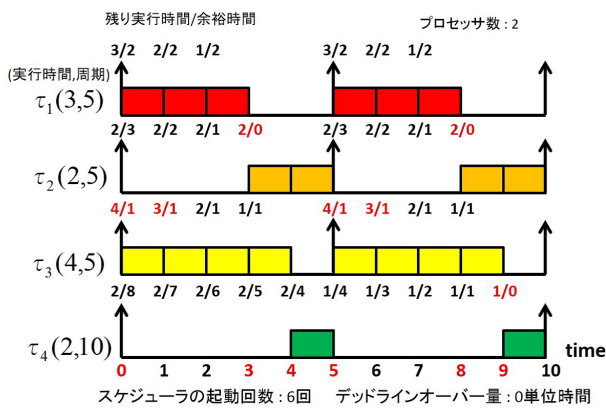 残り実行時間/余裕時間
プロセッサ数：2
3/2 2/2 1/2 3/2 2/2 1/2
(実行時間,周期)
τ1(3,5)
2/3 2/2 2/1 2/0 2/3 2/2 2/1 2/0
τ2(2,5)
4/1 3/1 2/1 1/1 4/1 3/1 2/1 1/1
τ3(4,5)
2/8 2/7 2/6 2/5 2/4 1/4 1/3 1/2 1/1 1/0
τ4(2,10)
time
0 1 2 3 4 5 6 7 8 9 10
スケジューラの起動回数：6回 デッドラインオーバー量：0単位時間